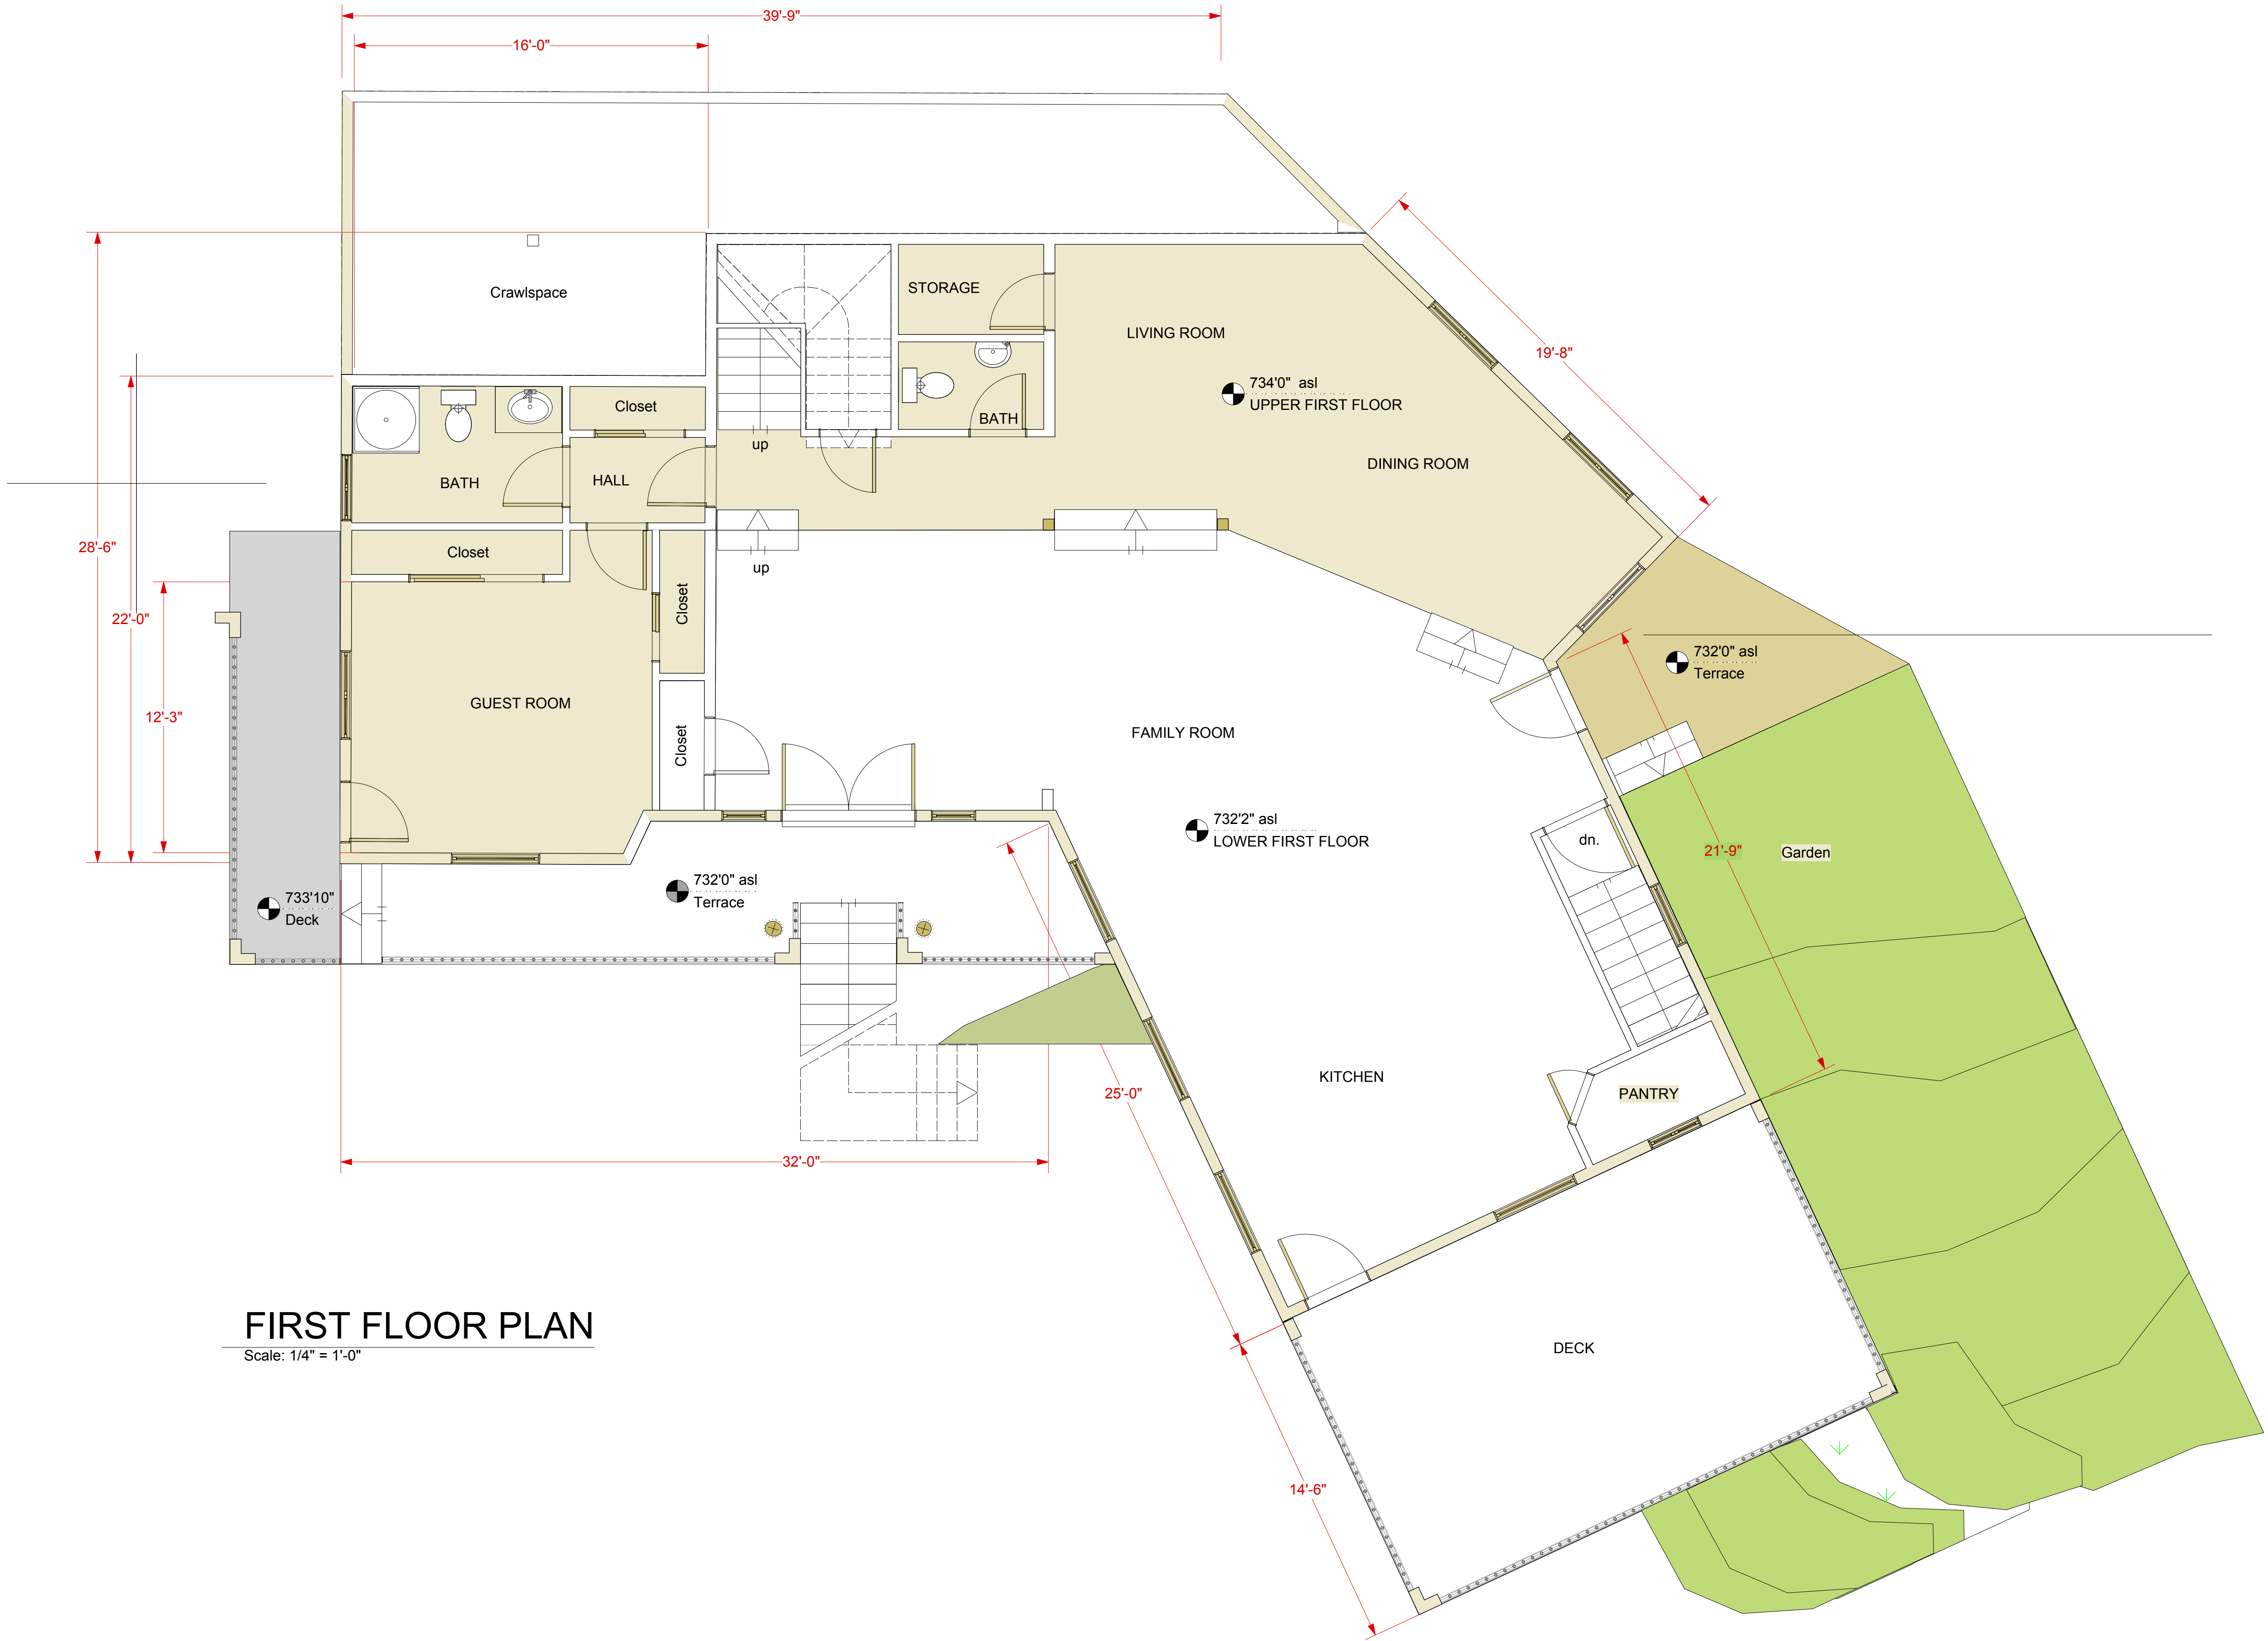 39'-9"
16'-0"
Crawlspace
STORAGE
LIVING ROOM
19'-8"
734'0" asl
UPPER FIRST FLOOR
Closet
BATH
up
DINING ROOM
BATH
HALL
28'-6"
Closet
up
Closet
22'-0"
732'0" asl
Terrace
12'-3"
GUEST ROOM
Closet
FAMILY ROOM
732'2" asl
LOWER FIRST FLOOR
dn.
21'-9"
Garden
733'10"
Deck
732'0" asl
Terrace
KITCHEN
25'-0"
PANTRY
32'-0"
FIRST FLOOR PLAN
Scale: 1/4" = 1'-0"
DECK
14'-6"